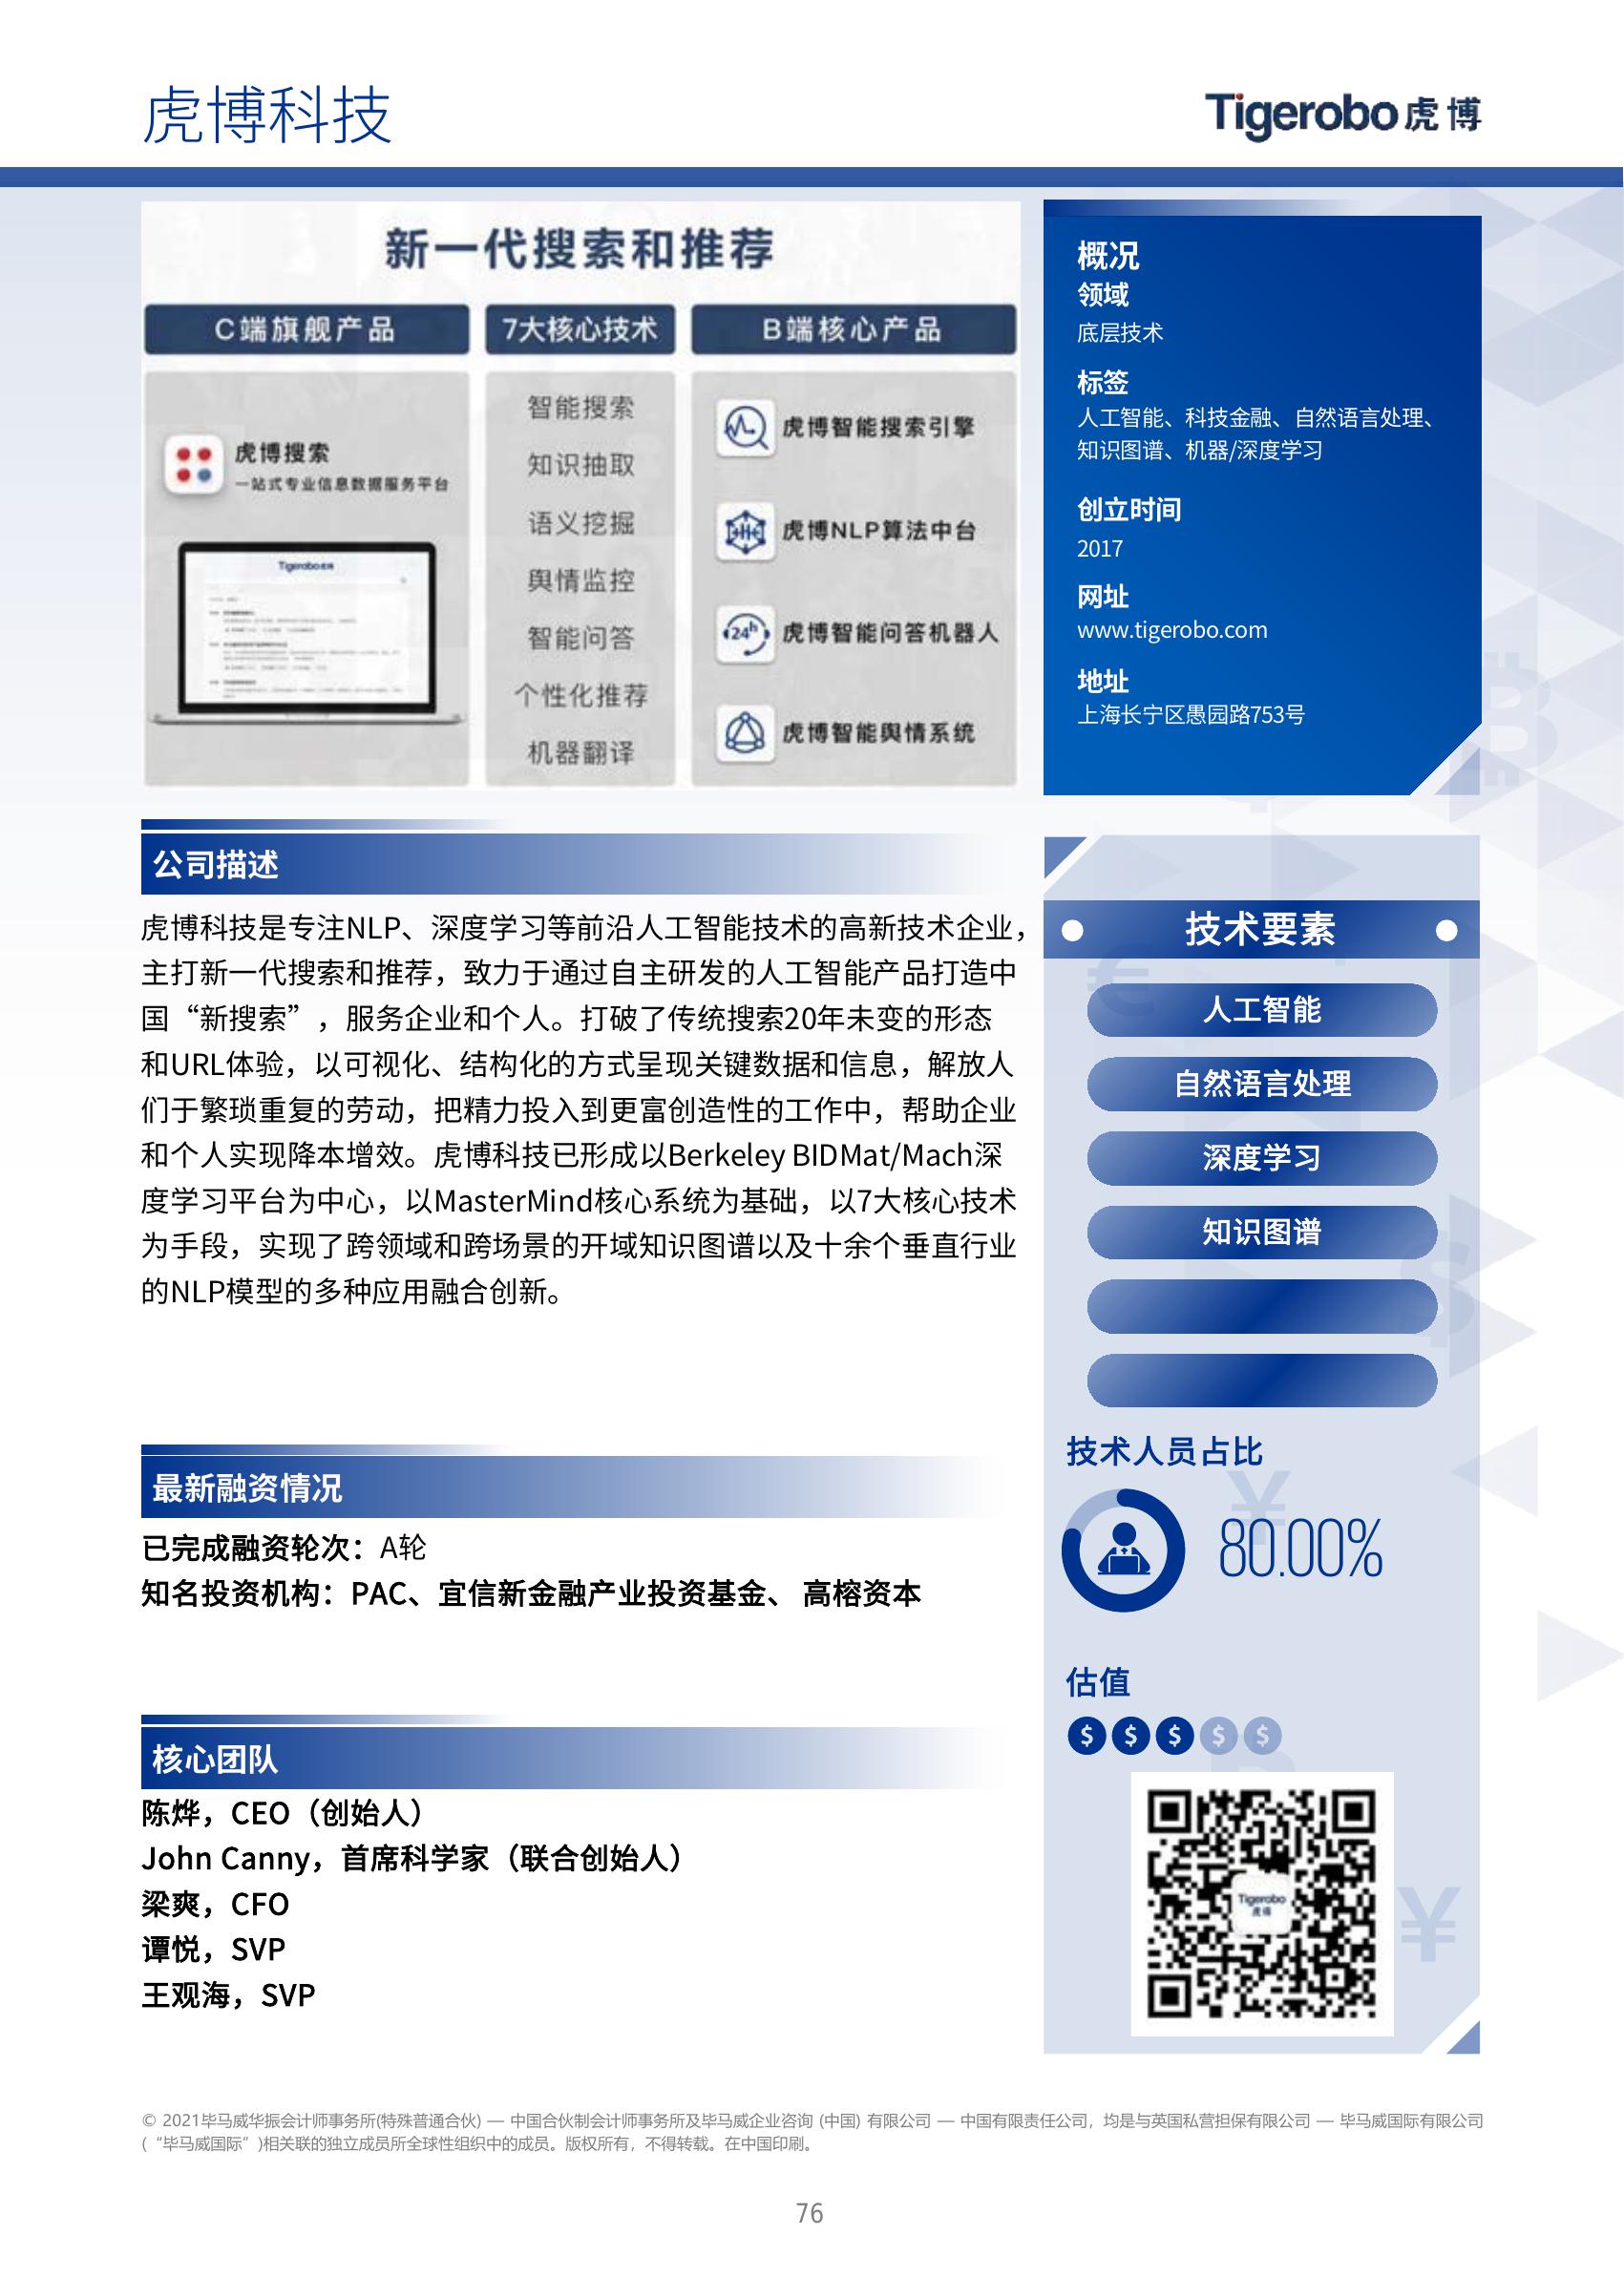 虎博科技
Tigerobo虎博
新一代搜索和推荐
C端旗舰产品
虎博搜索
一站式专业信息数据服务平台
Tigerobo虎博
7大核心技术
智能搜索
知识抽取
语义挖掘
舆情监控
智能问答
个性化推荐
机器翻译
B端核心产品
虎博智能搜索引擎
虎博NLP算法中台
24h
虎博智能问答机器人
虎博智能舆情系统
概况
领域
底层技术
标签
人工智能、科技金融、自然语言处理、
知识图谱、机器/深度学习
创立时间
2017
网址
www.tigerobo.com
地址
上海长宁区愚园路753号
公司描述
虎博科技是专注NLP、深度学习等前沿人工智能技术的高新技术企业，
主打新一代搜索和推荐，致力于通过自主研发的人工智能产品打造中
国“新搜索”，服务企业和个人。打破了传统搜索20年未变的形态
和URL体验，以可视化、结构化的方式呈现关键数据和信息，解放人
们于繁琐重复的劳动，把精力投入到更富创造性的工作中，帮助企业
和个人实现降本增效。虎博科技已形成以Berkeley BIDMat/Mach深
度学习平台为中心，以MasterMind核心系统为基础，以7大核心技术
为手段，实现了跨领域和跨场景的开域知识图谱以及十余个垂直行业
的NLP模型的多种应用融合创新。
最新融资情况
已完成融资轮次：A轮
知名投资机构：PAC、宜信新金融产业投资基金、 高榕资本
核心团队
陈烨，CEO（创始人）
John Canny，首席科学家（联合创始人）
梁爽，CFO
谭悦，SVP
王观海，SVP
技术要素
人工智能
自然语言处理
深度学习
知识图谱
技术人员占比
80.00%
估值
$ $ $ $ $
Tigerobo
虎博
© 2021毕马威华振会计师事务所(特殊普通合伙) — 中国合伙制会计师事务所及毕马威企业咨询 (中国) 有限公司 — 中国有限责任公司，均是与英国私营担保有限公司 — 毕马威国际有限公司
(“毕马威国际”)相关联的独立成员所全球性组织中的成员。版权所有，不得转载。在中国印刷。
76